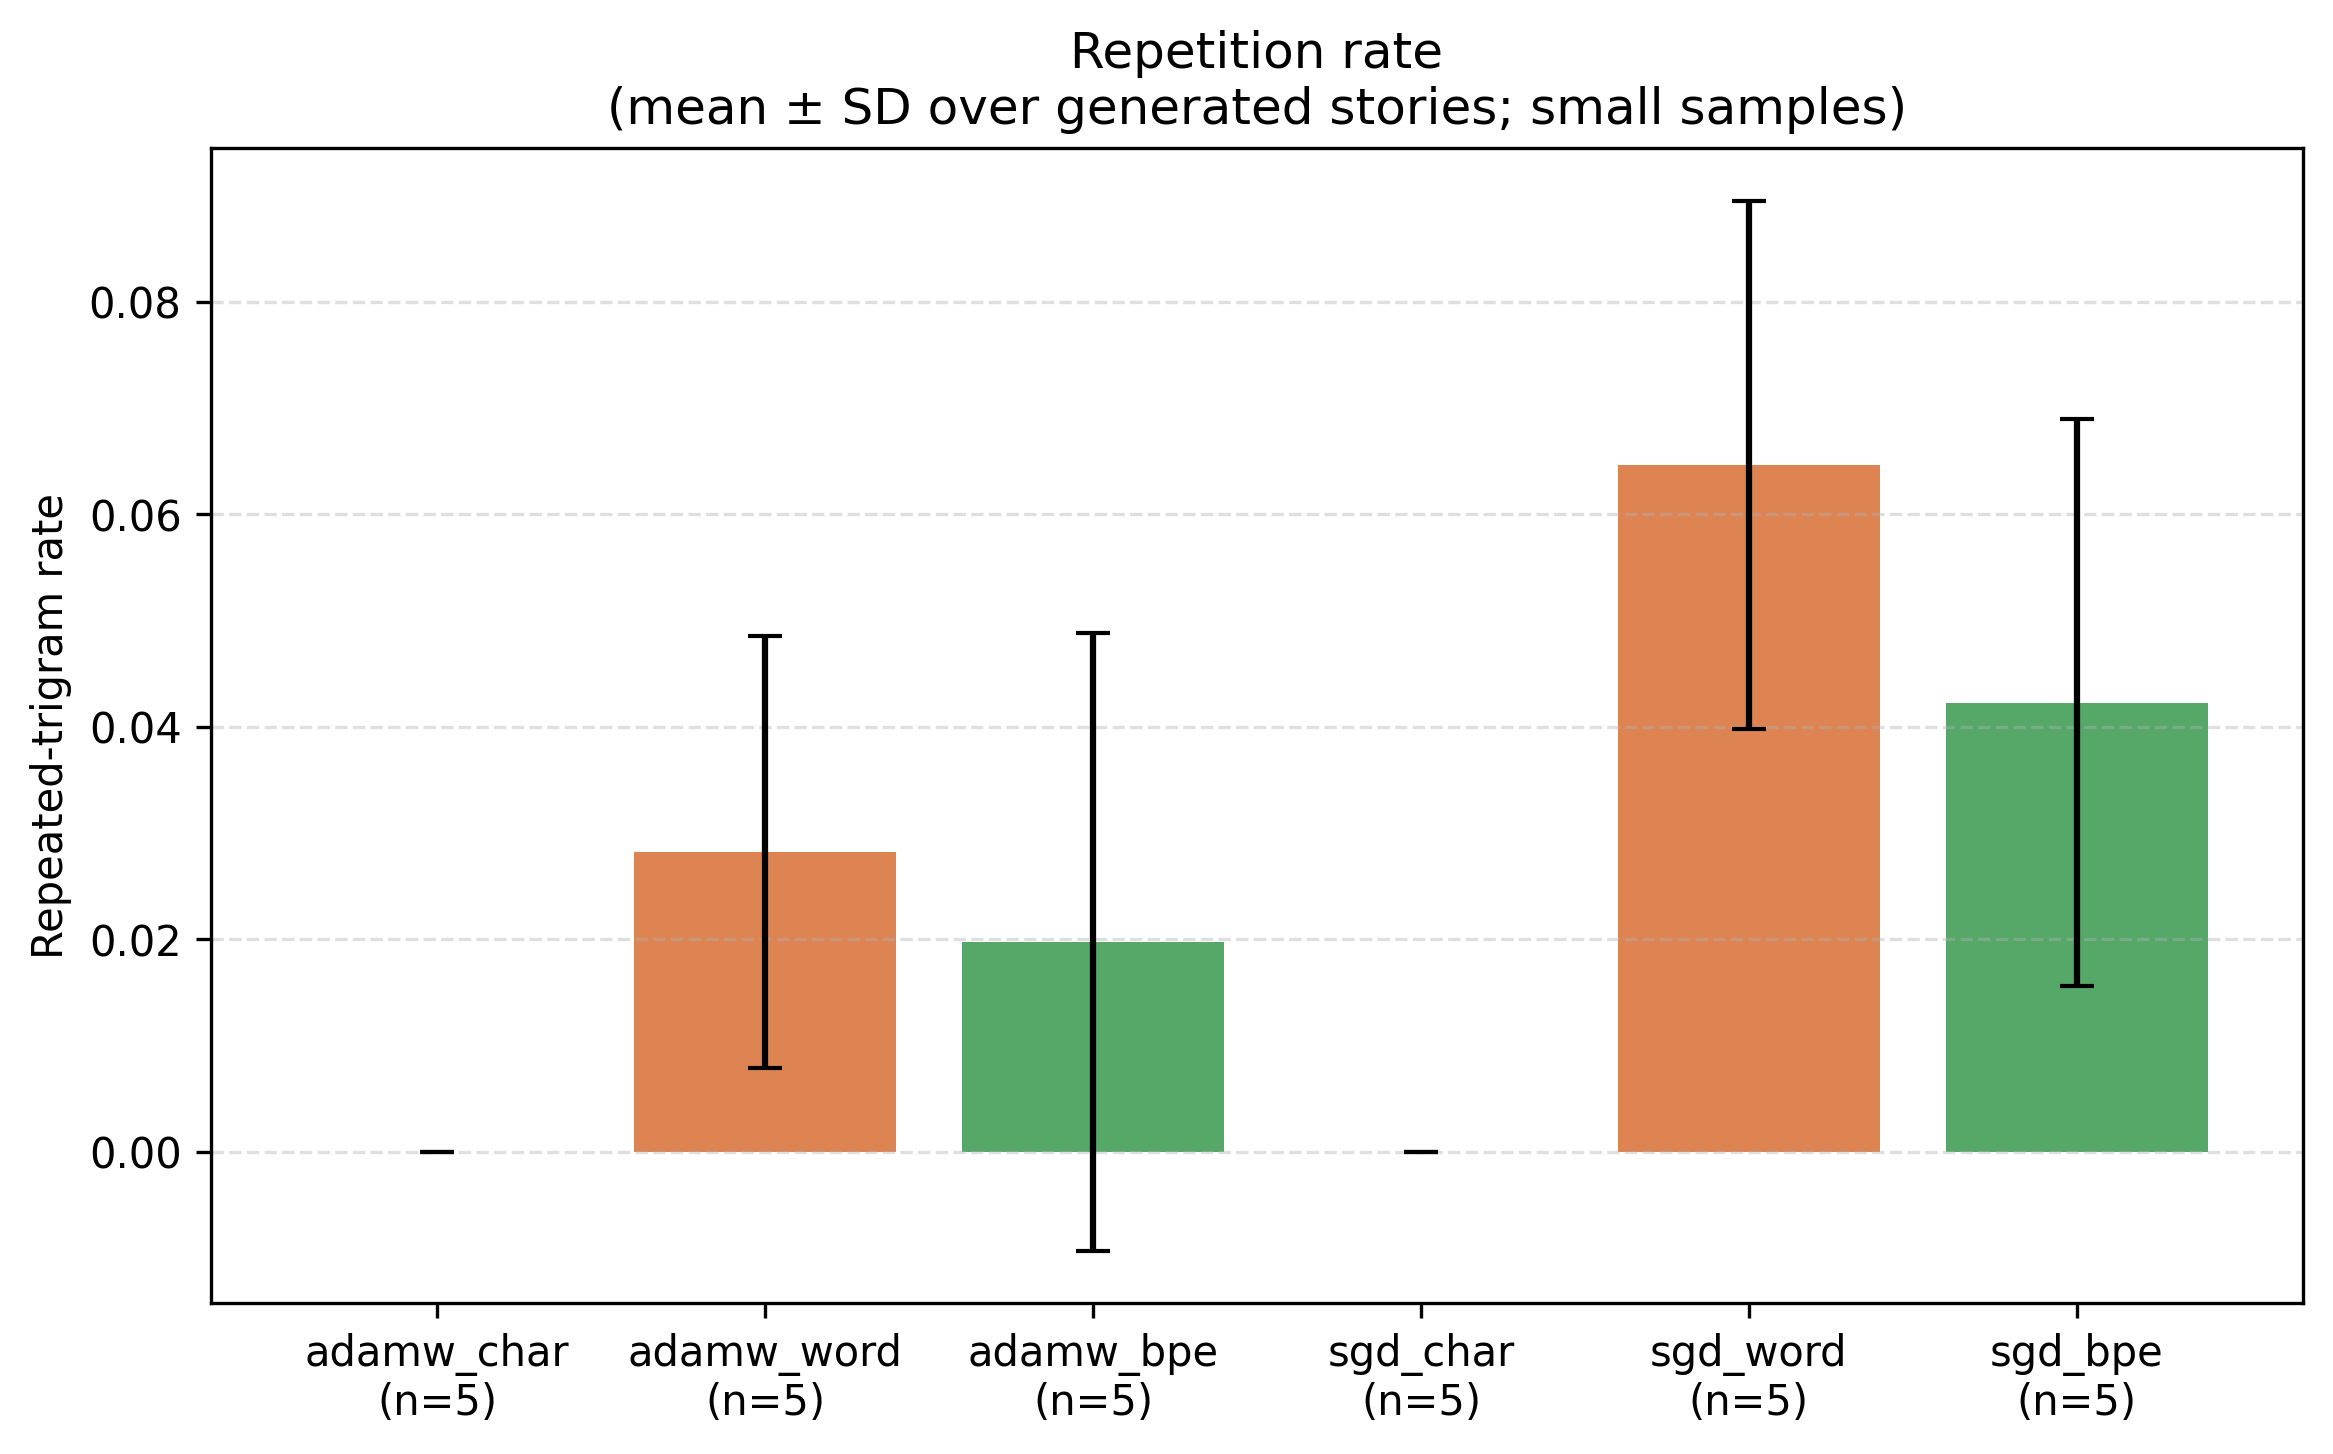 Repetition rate
(mean ± SD over generated stories; small samples)
Repeated-trigram rate
0.08
0.06
0.04
0.02
0.00
adamw_char
(n=5)
adamw_word
(n=5)
adamw_bpe
(n=5)
sgd_char
(n=5)
sgd_word
(n=5)
sgd_bpe
(n=5)